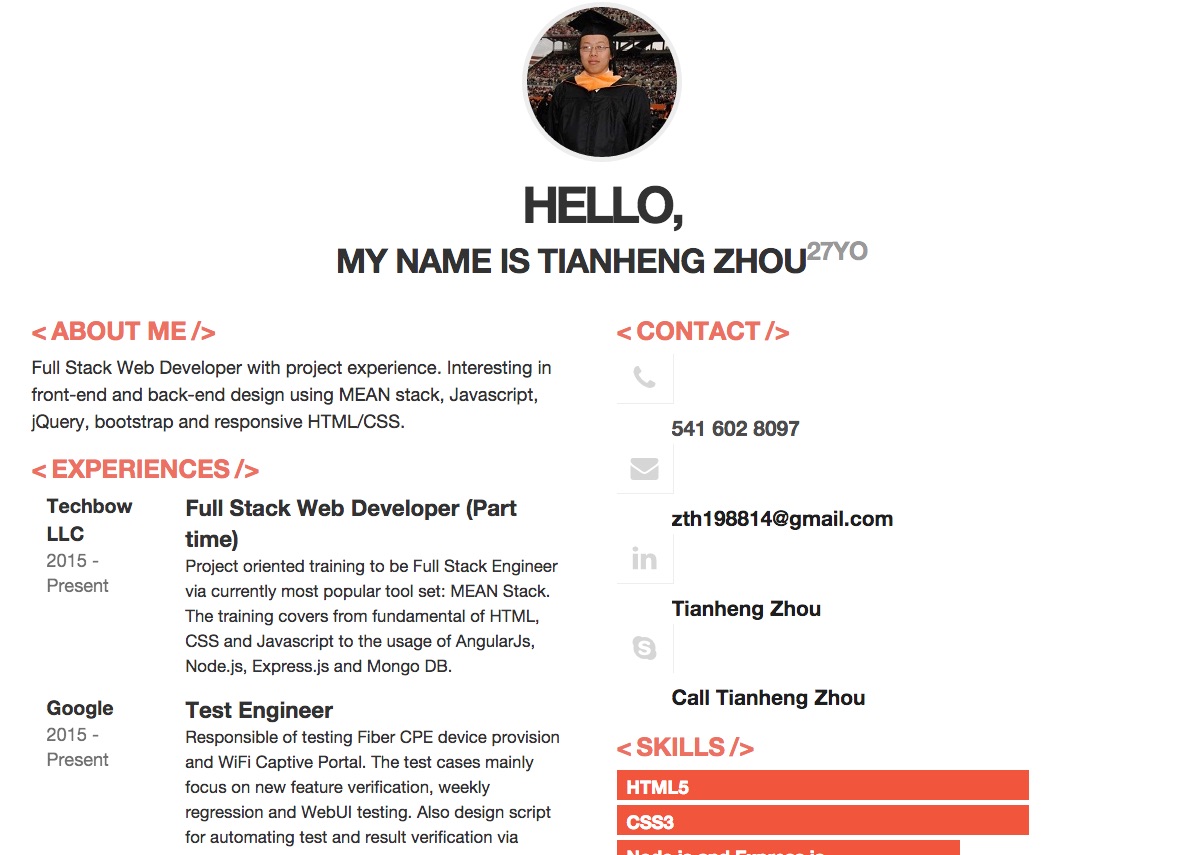 HELLO,
MY NAME IS TIANHENG ZHOU27YO
< ABOUT ME />
Full Stack Web Developer with project experience. Interesting in
front-end and back-end design using MEAN stack, Javascript,
jQuery, bootstrap and responsive HTML/CSS.
< EXPERIENCES />
Techbow
LLC
2015 -
Present
Full Stack Web Developer (Part
time)
Project oriented training to be Full Stack Engineer
via currently most popular tool set: MEAN Stack.
The training covers from fundamental of HTML,
CSS and Javascript to the usage of AngularJs,
Node.js, Express.js and Mongo DB.
Google
2015 -
Present
Test Engineer
Responsible of testing Fiber CPE device provision
and WiFi Captive Portal. The test cases mainly
focus on new feature verification, weekly
regression and WebUI testing. Also design script
for automating test and result verification via
< CONTACT />
541 602 8097
zth198814@gmail.com
in
Tianheng Zhou
Call Tianheng Zhou
< SKILLS />
HTML5
CSS3
Node.js and Express.js